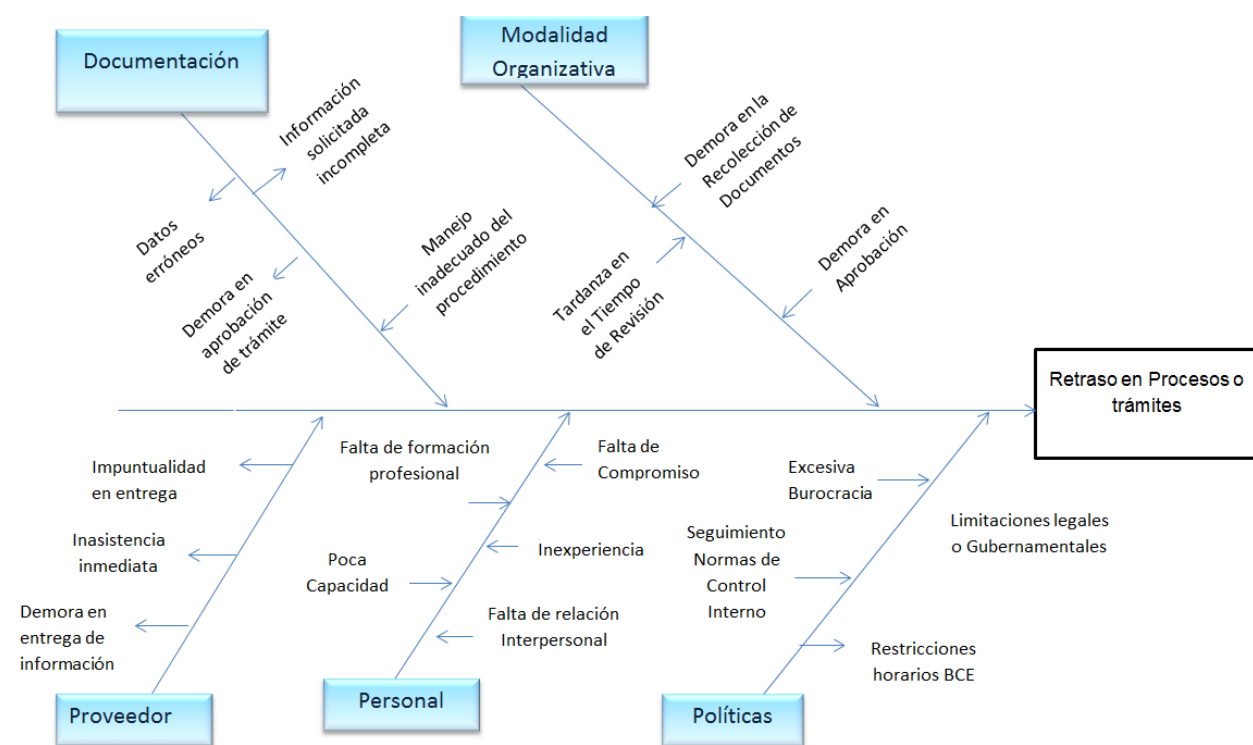 Documentación
Modalidad
Organizativa
Información
solicitada
incompleta
Datos
erróneos
Demora en
aprobación
de trámite
Manejo
inadecuado del
procedimiento
Demora en la
Recolección de
Documentos
Tardanza en
el Tiempo
de Revisión
Demora en
Aprobación
Retraso en Procesos o
trámites
Impuntualidad
en entrega
Inasistencia
inmediata
Demora en
entrega de
información
Proveedor
Falta de formación
profesional
Falta de
Compromiso
Inexperiencia
Poca
Capacidad
Falta de relación
Interpersonal
Personal
Excesiva
Burocracia
Limitaciones legales
o Gubernamentales
Seguimiento
Normas de
Control
Interno
Restricciones
horarios BCE
Políticas